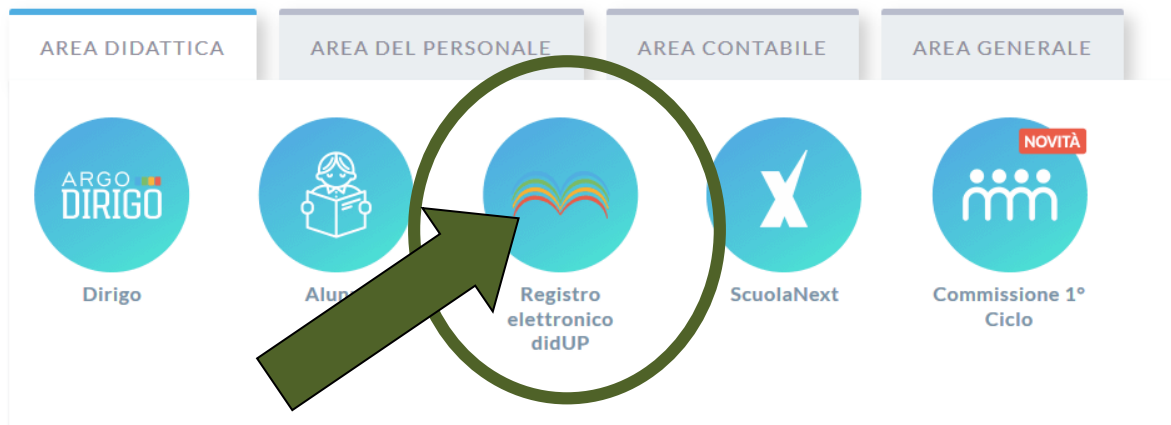 AREA DIDATTICA
AREA DEL PERSONALE
AREA CONTABILE
AREA GENERALE
ARGO
DIRIGO
NOVITÀ
Dirigo
Registro
elettronico
didUP
ScuolaNext
Commissione 1°
Ciclo